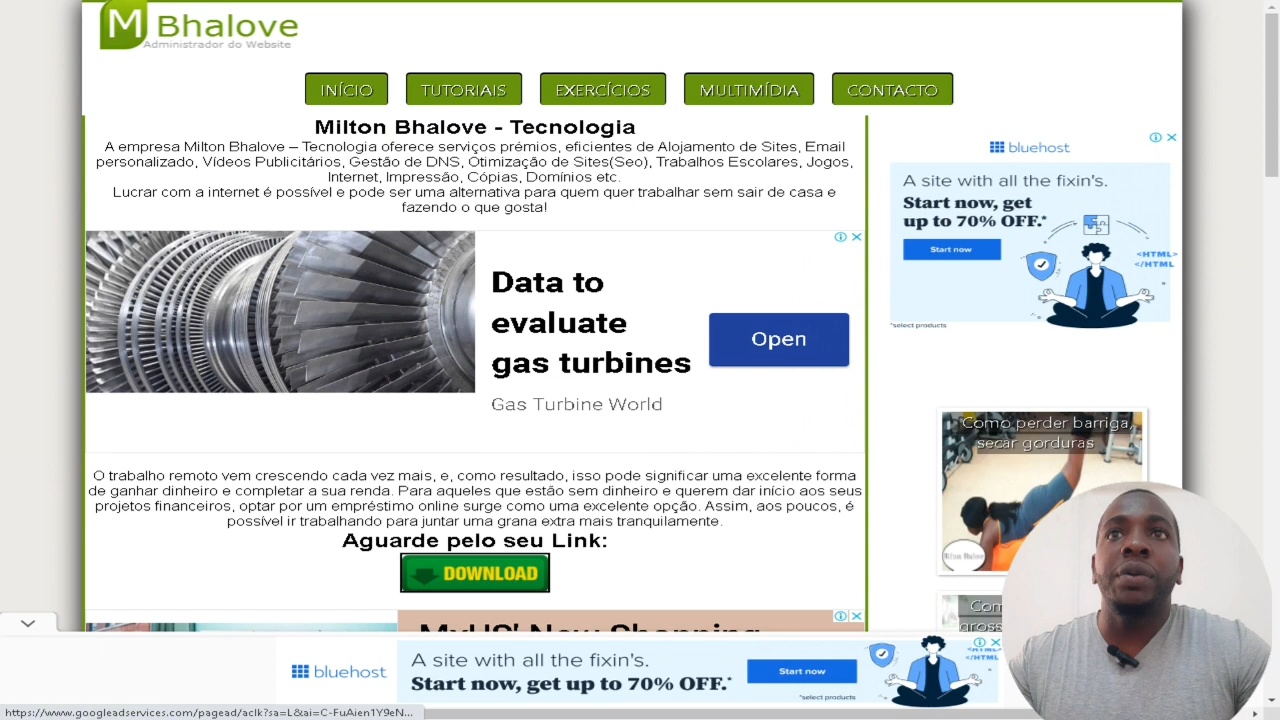 M Bhalove
Administrador do Website
INÍCIO
TUTORIAIS
EXERCÍCIOS
MULTIMÍDIA
CONTACTO
Milton Bhalove - Tecnologia
A empresa Milton Bhalove – Tecnologia oferece serviços prémios, eficientes de Alojamento de Sites, Email
personalizado, Vídeos Publicitários, Gestão de DNS, Otimização de Sites(Seo), Trabalhos Escolares, Jogos,
Internet, Impressão, Cópias, Domínios etc.
Lucrar com a internet é possível e pode ser uma alternativa para quem quer trabalhar sem sair de casa e
fazendo o que gosta!
Data to
evaluate
gas turbines
Gas Turbine World
Open
O trabalho remoto vem crescendo cada vez mais, e, como resultado, isso pode significar uma excelente forma
de ganhar dinheiro e completar a sua renda. Para aqueles que estão sem dinheiro e querem dar início aos seus
projetos financeiros, optar por um empréstimo online surge como uma excelente opção. Assim, aos poucos, é
possível ir trabalhando para juntar uma grana extra mais tranquilamente.
Aguarde pelo seu Link:
DOWNLOAD
MyUS' New Shopping
bluehost
A site with all the fixin's.
Start now, get
up to 70% OFF.*
Start now
<HTML>
</HTML
*select products
Como perder barriga,
secar gorduras
bluehost
A site with all the fixin's.
Start now, get up to 70% OFF.*
Start now
*select products
</HTML
https://www.googleadservices.com/pagead/aclk?sa=L&ai=C-FuAien1Y9eN...